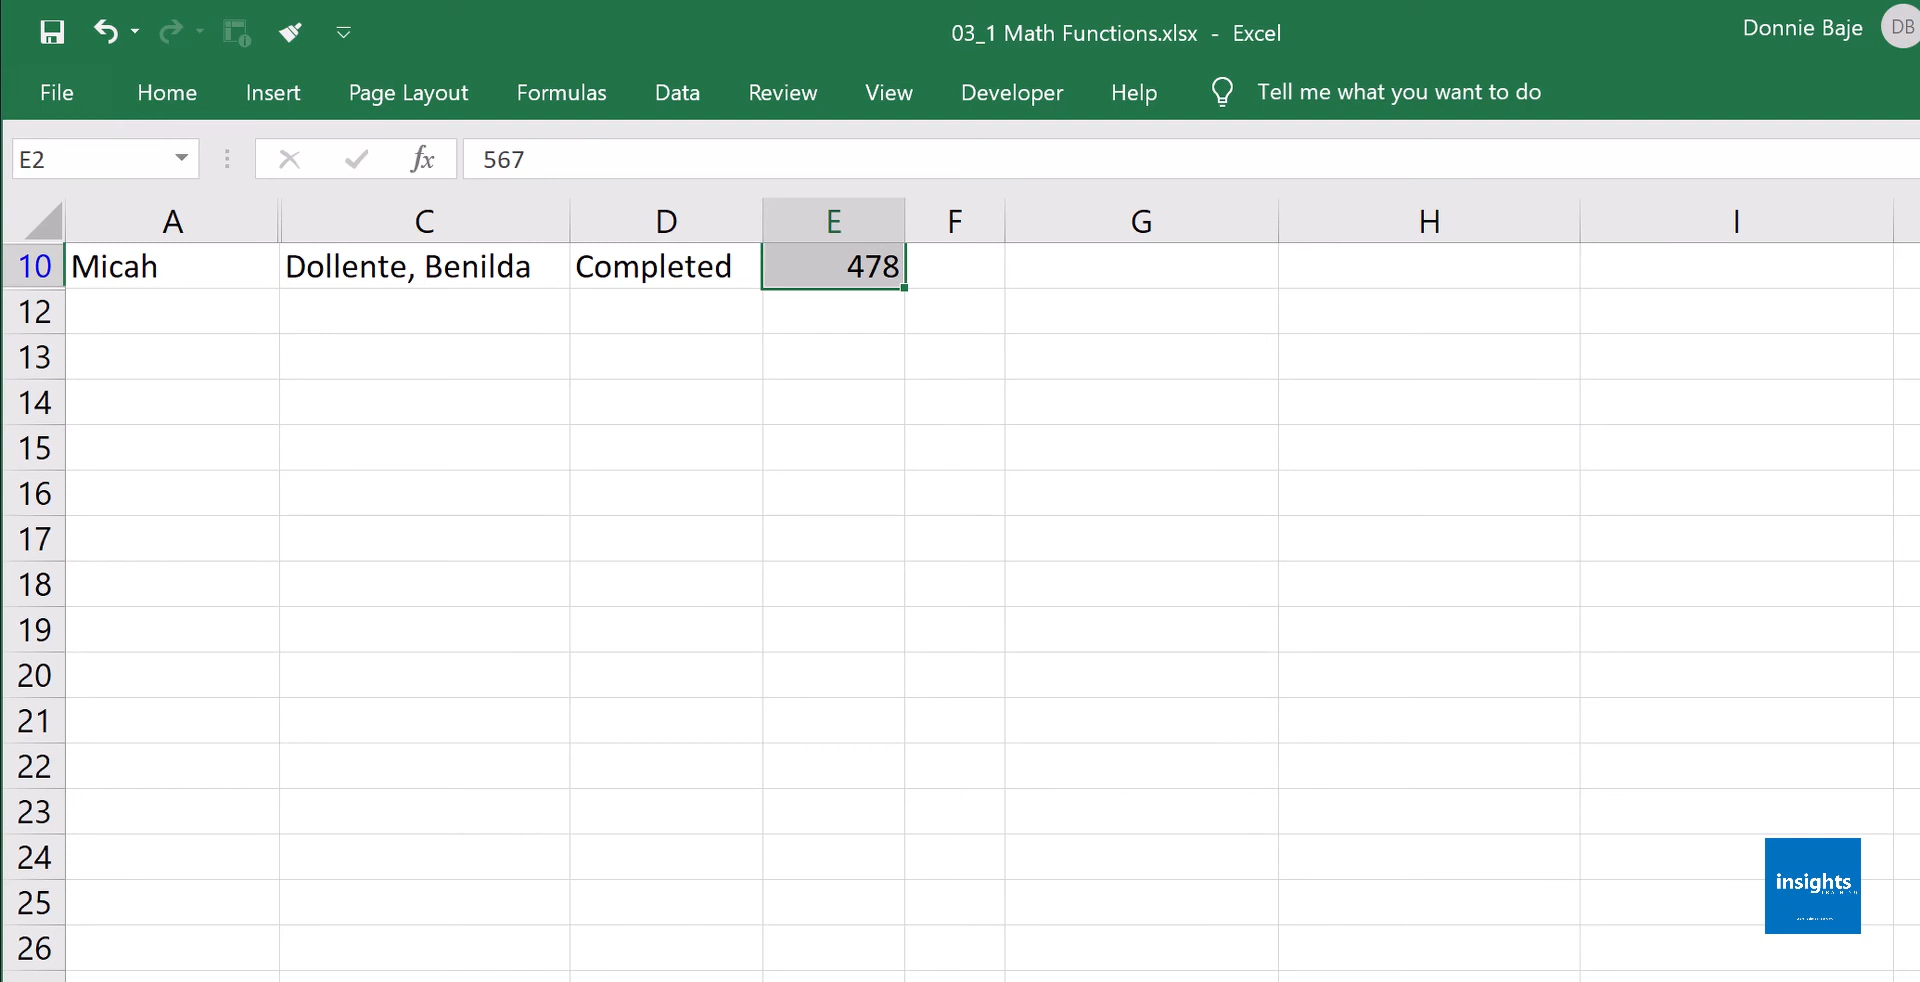 03_1 Math Functions.xlsx - Excel
Donnie Baje DB
File Home Insert Page Layout Formulas Data Review View Developer Help Tell me what you want to do
E2 fx 567
A C D E F G H I
10 Micah Dollente, Benilda Completed 478
12
13
14
15
16
17
18
19
20
21
22
23
24
insights
25
26